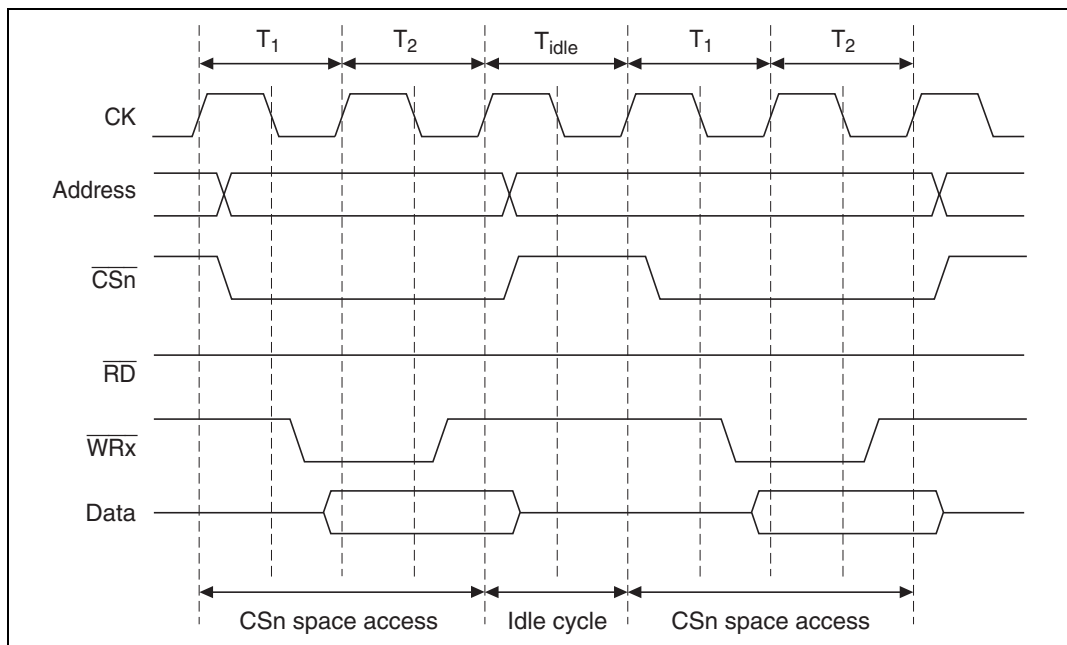 T1 T2 Tidle T1 T2
CK
Address
CSn
RD
WRx
Data
CSn space access Idle cycle CSn space access